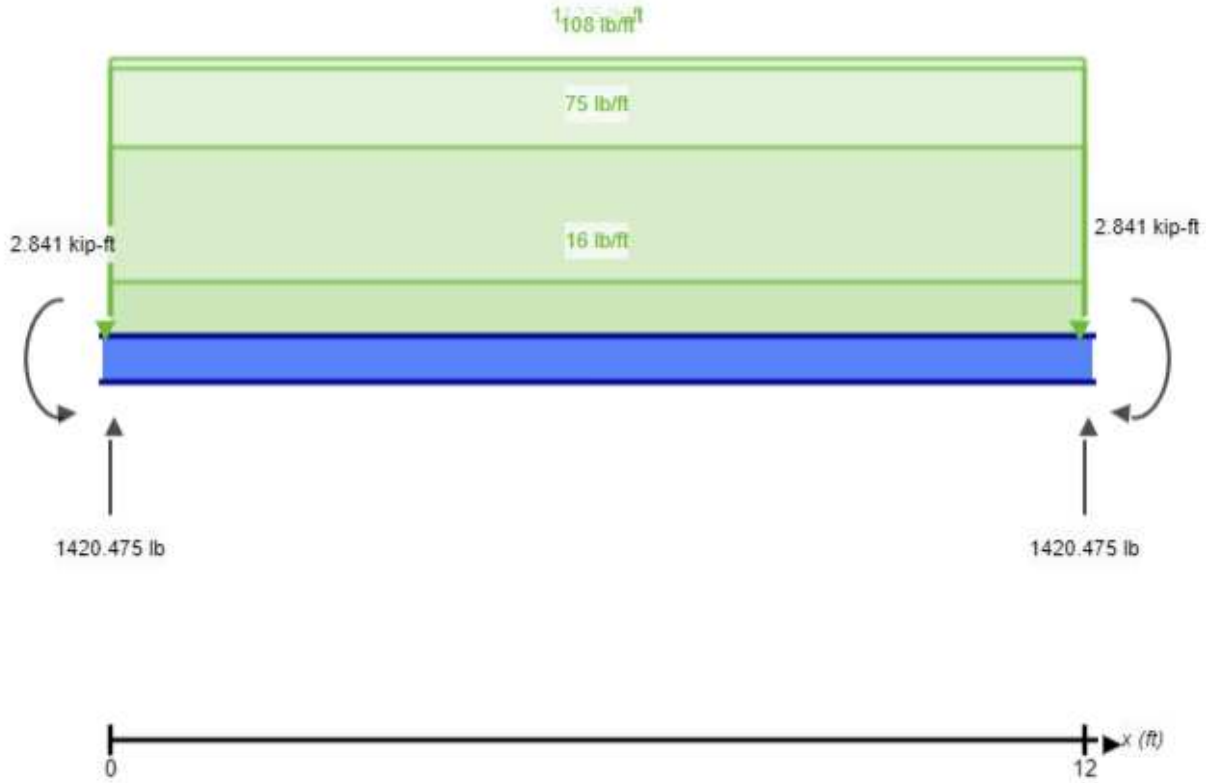 108 lb/ft
75 lb/ft
16 lb/ft
2.841 kip-ft
2.841 kip-ft
1420.475 lb
1420.475 lb
x (ft)
0
12